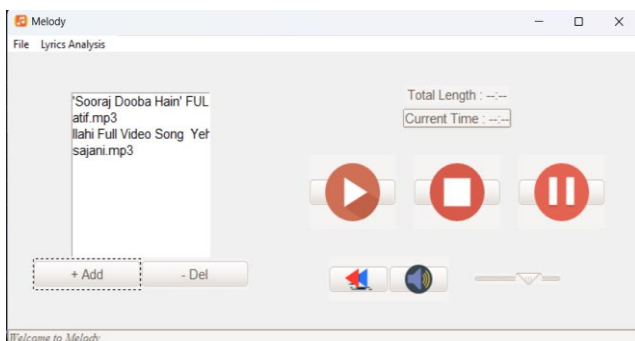 Melody
File Lyrics Analysis
'Sooraj Dooba Hain' FUL
atif.mp3
Ilahi Full Video Song Yeh
sajani.mp3
+ Add
- Del
Total Length : --:--
Current Time : --:--
Welcome to Melody